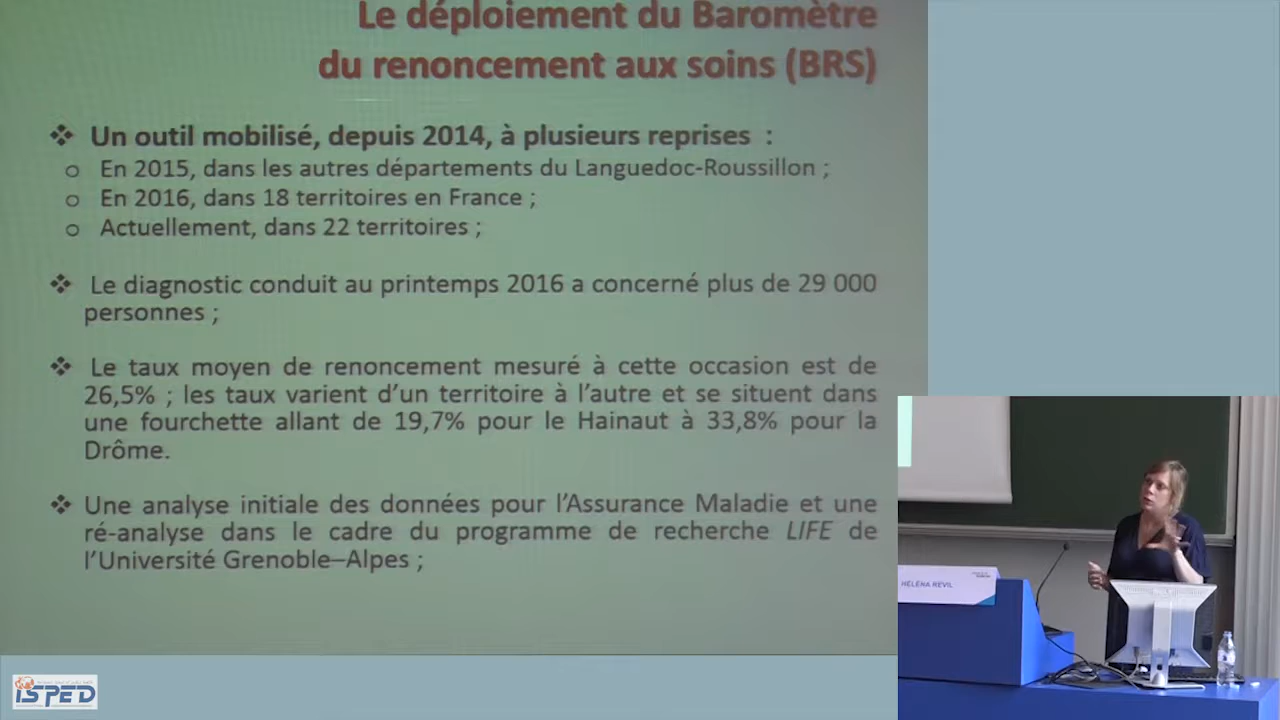 Le déploiement du Baromètre
du renoncement aux soins (BRS)
❖ Un outil mobilisé, depuis 2014, à plusieurs reprises :
o En 2015, dans les autres départements du Languedoc-Roussillon ;
o En 2016, dans 18 territoires en France ;
o Actuellement, dans 22 territoires ;
❖ Le diagnostic conduit au printemps 2016 a concerné plus de 29 000
personnes ;
❖ Le taux moyen de renoncement mesuré à cette occasion est de
26,5% ; les taux varient d’un territoire à l’autre et se situent dans
une fourchette allant de 19,7% pour le Hainaut à 33,8% pour la
Drôme.
❖ Une analyse initiale des données pour l’Assurance Maladie et une
ré-analyse dans le cadre du programme de recherche LIFE de
l’Université Grenoble–Alpes ;
HÉLÉNA REVIL
ISPED